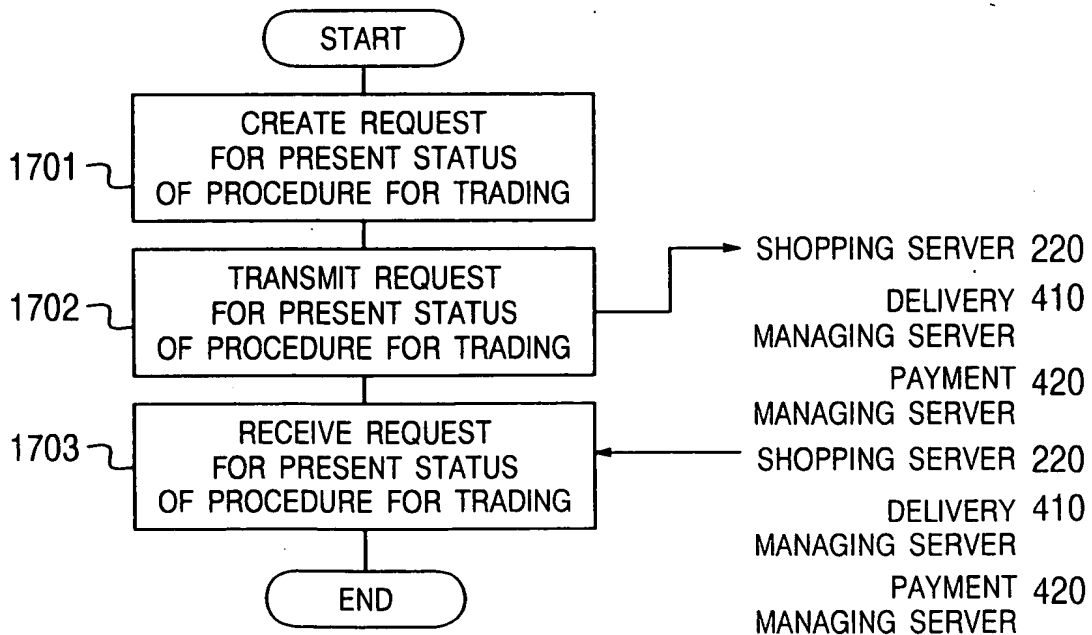 START
1701
CREATE REQUEST
FOR PRESENT STATUS
OF PROCEDURE FOR TRADING
1702
TRANSMIT REQUEST
FOR PRESENT STATUS
OF PROCEDURE FOR TRADING
SHOPPING SERVER 220
DELIVERY 410
MANAGING SERVER
PAYMENT 420
MANAGING SERVER
1703
RECEIVE REQUEST
FOR PRESENT STATUS
OF PROCEDURE FOR TRADING
SHOPPING SERVER 220
DELIVERY 410
MANAGING SERVER
PAYMENT 420
MANAGING SERVER
END